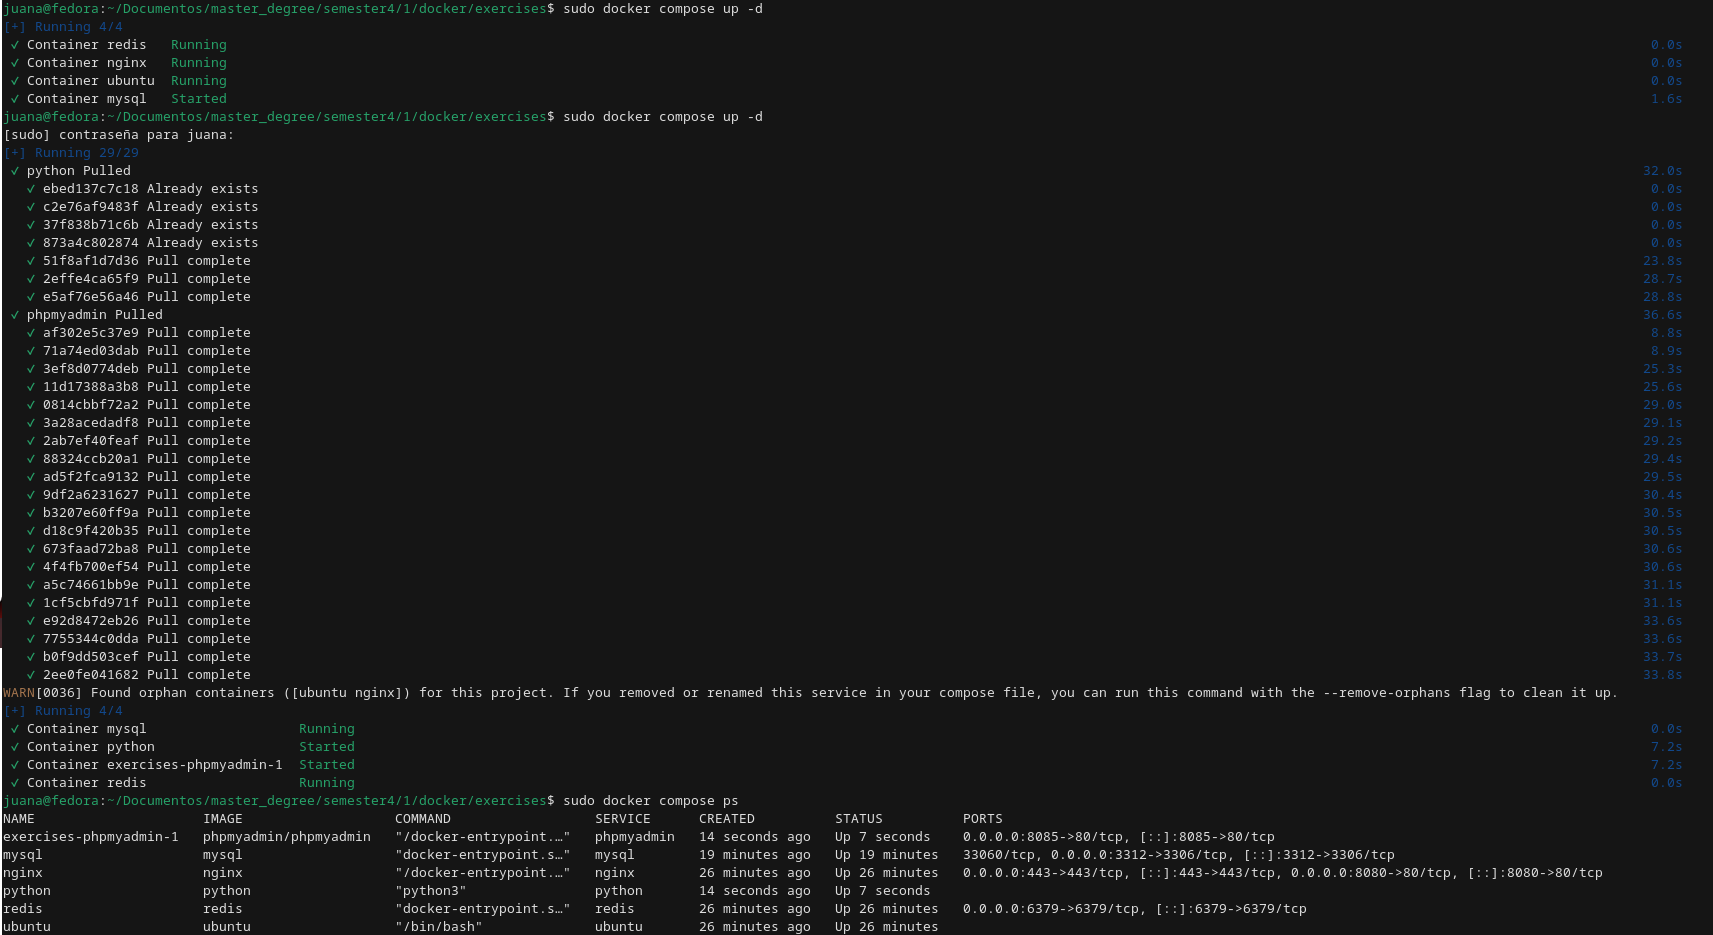 juana@fedora:~/Documentos/master_degree/semester4/1/docker/exercises$ sudo docker compose up -d
[+] Running 4/4
✓ Container redis   Running 0.0s
✓ Container nginx   Running 0.0s
✓ Container ubuntu  Running 0.0s
✓ Container mysql   Started 1.6s
juana@fedora:~/Documentos/master_degree/semester4/1/docker/exercises$ sudo docker compose up -d
[sudo] contraseña para juana:
[+] Running 29/29
✓ python Pulled 32.0s
✓ ebed137c7c18 Already exists 0.0s
✓ c2e76af9483f Already exists 0.0s
✓ 37f838b71c6b Already exists 0.0s
✓ 873a4c802874 Already exists 0.0s
✓ 51f8af1d7d36 Pull complete 23.8s
✓ 2effe4ca65f9 Pull complete 28.7s
✓ e5af76e56a46 Pull complete 28.8s
✓ phpmyadmin Pulled 36.6s
✓ af302e5c37e9 Pull complete 8.8s
✓ 71a74ed03dab Pull complete 8.9s
✓ 3ef8d0774deb Pull complete 25.3s
✓ 11d17388a3b8 Pull complete 25.6s
✓ 0814cbbf72a2 Pull complete 29.0s
✓ 3a28acedadf8 Pull complete 29.1s
✓ 2ab7ef40feaf Pull complete 29.2s
✓ 88324ccb20a1 Pull complete 29.4s
✓ ad5f2fca9132 Pull complete 29.5s
✓ 9df2a6231627 Pull complete 30.4s
✓ b3207e60ff9a Pull complete 30.5s
✓ d18c9f420b35 Pull complete 30.5s
✓ 673faad72ba8 Pull complete 30.6s
✓ 4f4fb700ef54 Pull complete 30.6s
✓ a5c74661bb9e Pull complete 31.1s
✓ 1cf5cbfd971f Pull complete 31.1s
✓ e92d8472eb26 Pull complete 33.6s
✓ 7755344c0dda Pull complete 33.6s
✓ b0f9dd503cef Pull complete 33.7s
✓ 2ee0fe041682 Pull complete 33.8s
WARN[0036] Found orphan containers ([ubuntu nginx]) for this project. If you removed or renamed this service in your compose file, you can run this command with the --remove-orphans flag to clean it up.
[+] Running 4/4
✓ Container mysql                   Running 0.0s
✓ Container python                  Started 7.2s
✓ Container exercises-phpmyadmin-1  Started 7.2s
✓ Container redis                   Running 0.0s
juana@fedora:~/Documentos/master_degree/semester4/1/docker/exercises$ sudo docker compose ps
NAME                     IMAGE                   COMMAND                  SERVICE      CREATED          STATUS          PORTS
exercises-phpmyadmin-1   phpmyadmin/phpmyadmin   "/docker-entrypoint.…"   phpmyadmin   14 seconds ago   Up 7 seconds    0.0.0.0:8085->80/tcp, [::]:8085->80/tcp
mysql                    mysql                   "docker-entrypoint.s…"   mysql        19 minutes ago   Up 19 minutes   33060/tcp, 0.0.0.0:3312->3306/tcp, [::]:3312->3306/tcp
nginx                    nginx                   "/docker-entrypoint.…"   nginx        26 minutes ago   Up 26 minutes   0.0.0.0:443->443/tcp, [::]:443->443/tcp, 0.0.0.0:8080->80/tcp, [::]:8080->80/tcp
python                   python                  "python3"                python       14 seconds ago   Up 7 seconds
redis                    redis                   "docker-entrypoint.s…"   redis        26 minutes ago   Up 26 minutes   0.0.0.0:6379->6379/tcp, [::]:6379->6379/tcp
ubuntu                   ubuntu                  "/bin/bash"              ubuntu       26 minutes ago   Up 26 minutes